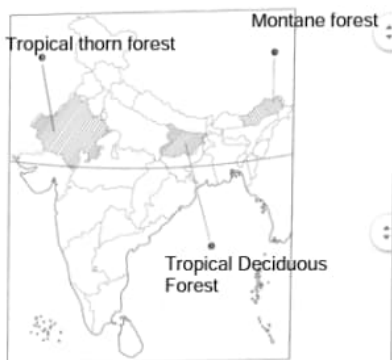 Montane forest
Tropical thorn forest
Tropical Deciduous
Forest